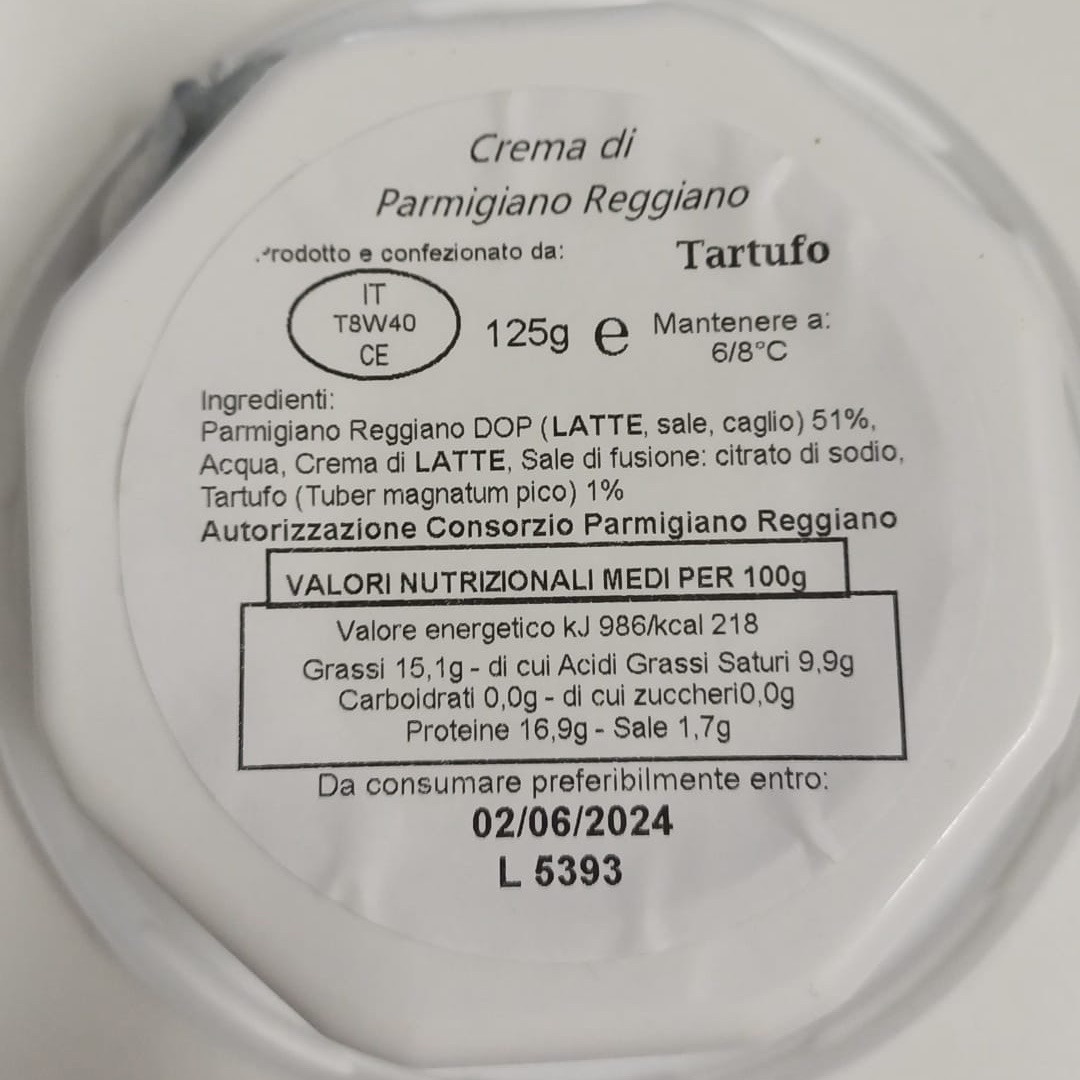 Crema di
Parmigiano Reggiano
Prodotto e confezionato da:
Tartufo
IT
T8W40
CE
125g e
Mantenere a:
6/8°C
Ingredienti:
Parmigiano Reggiano DOP (LATTE, sale, caglio) 51%,
Acqua, Crema di LATTE, Sale di fusione: citrato di sodio,
Tartufo (Tuber magnatum pico) 1%
Autorizzazione Consorzio Parmigiano Reggiano
VALORI NUTRIZIONALI MEDI PER 100g
Valore energetico kJ 986/kcal 218
Grassi 15,1g - di cui Acidi Grassi Saturi 9,9g
Carboidrati 0,0g - di cui zuccheri0,0g
Proteine 16,9g - Sale 1,7g
Da consumare preferibilmente entro:
02/06/2024
L 5393